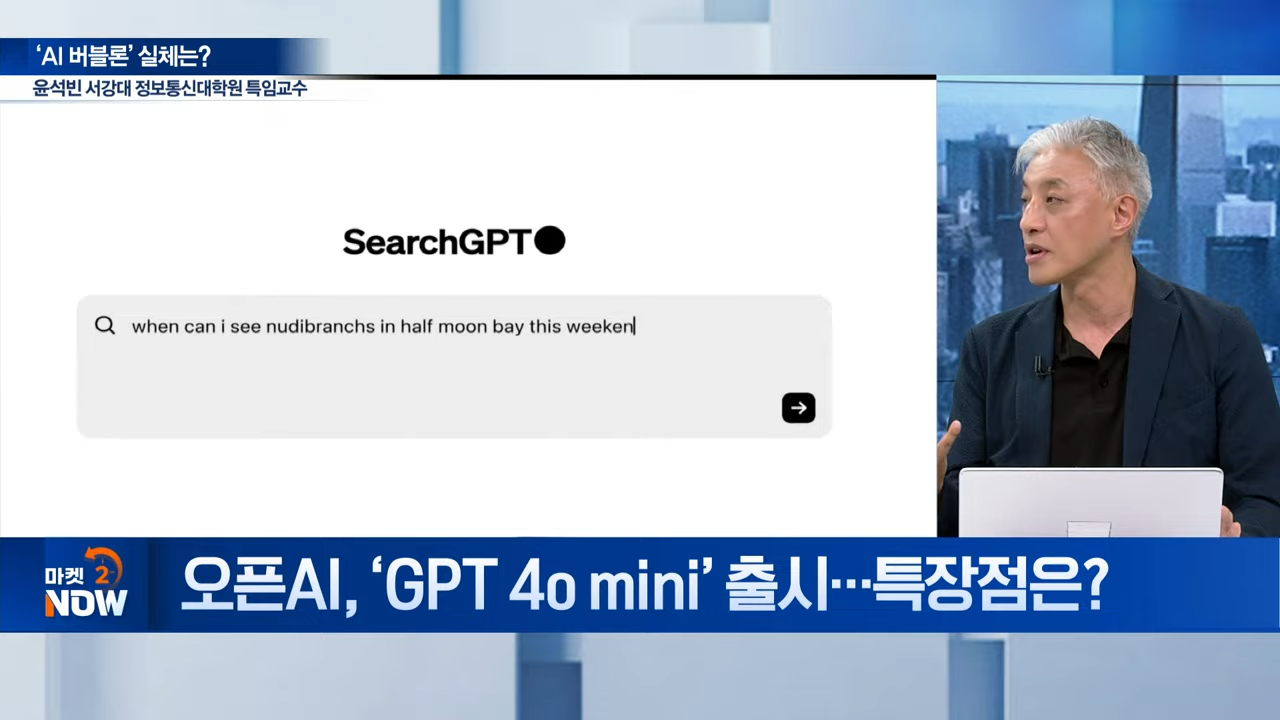 ‘AI 버블론’ 실체는?
윤석빈 서강대 정보통신대학원 특임교수
SearchGPT
when can i see nudibranchs in half moon bay this weeken
마켓 2
NOW
오픈AI, ‘GPT 4o mini’ 출시…특장점은?